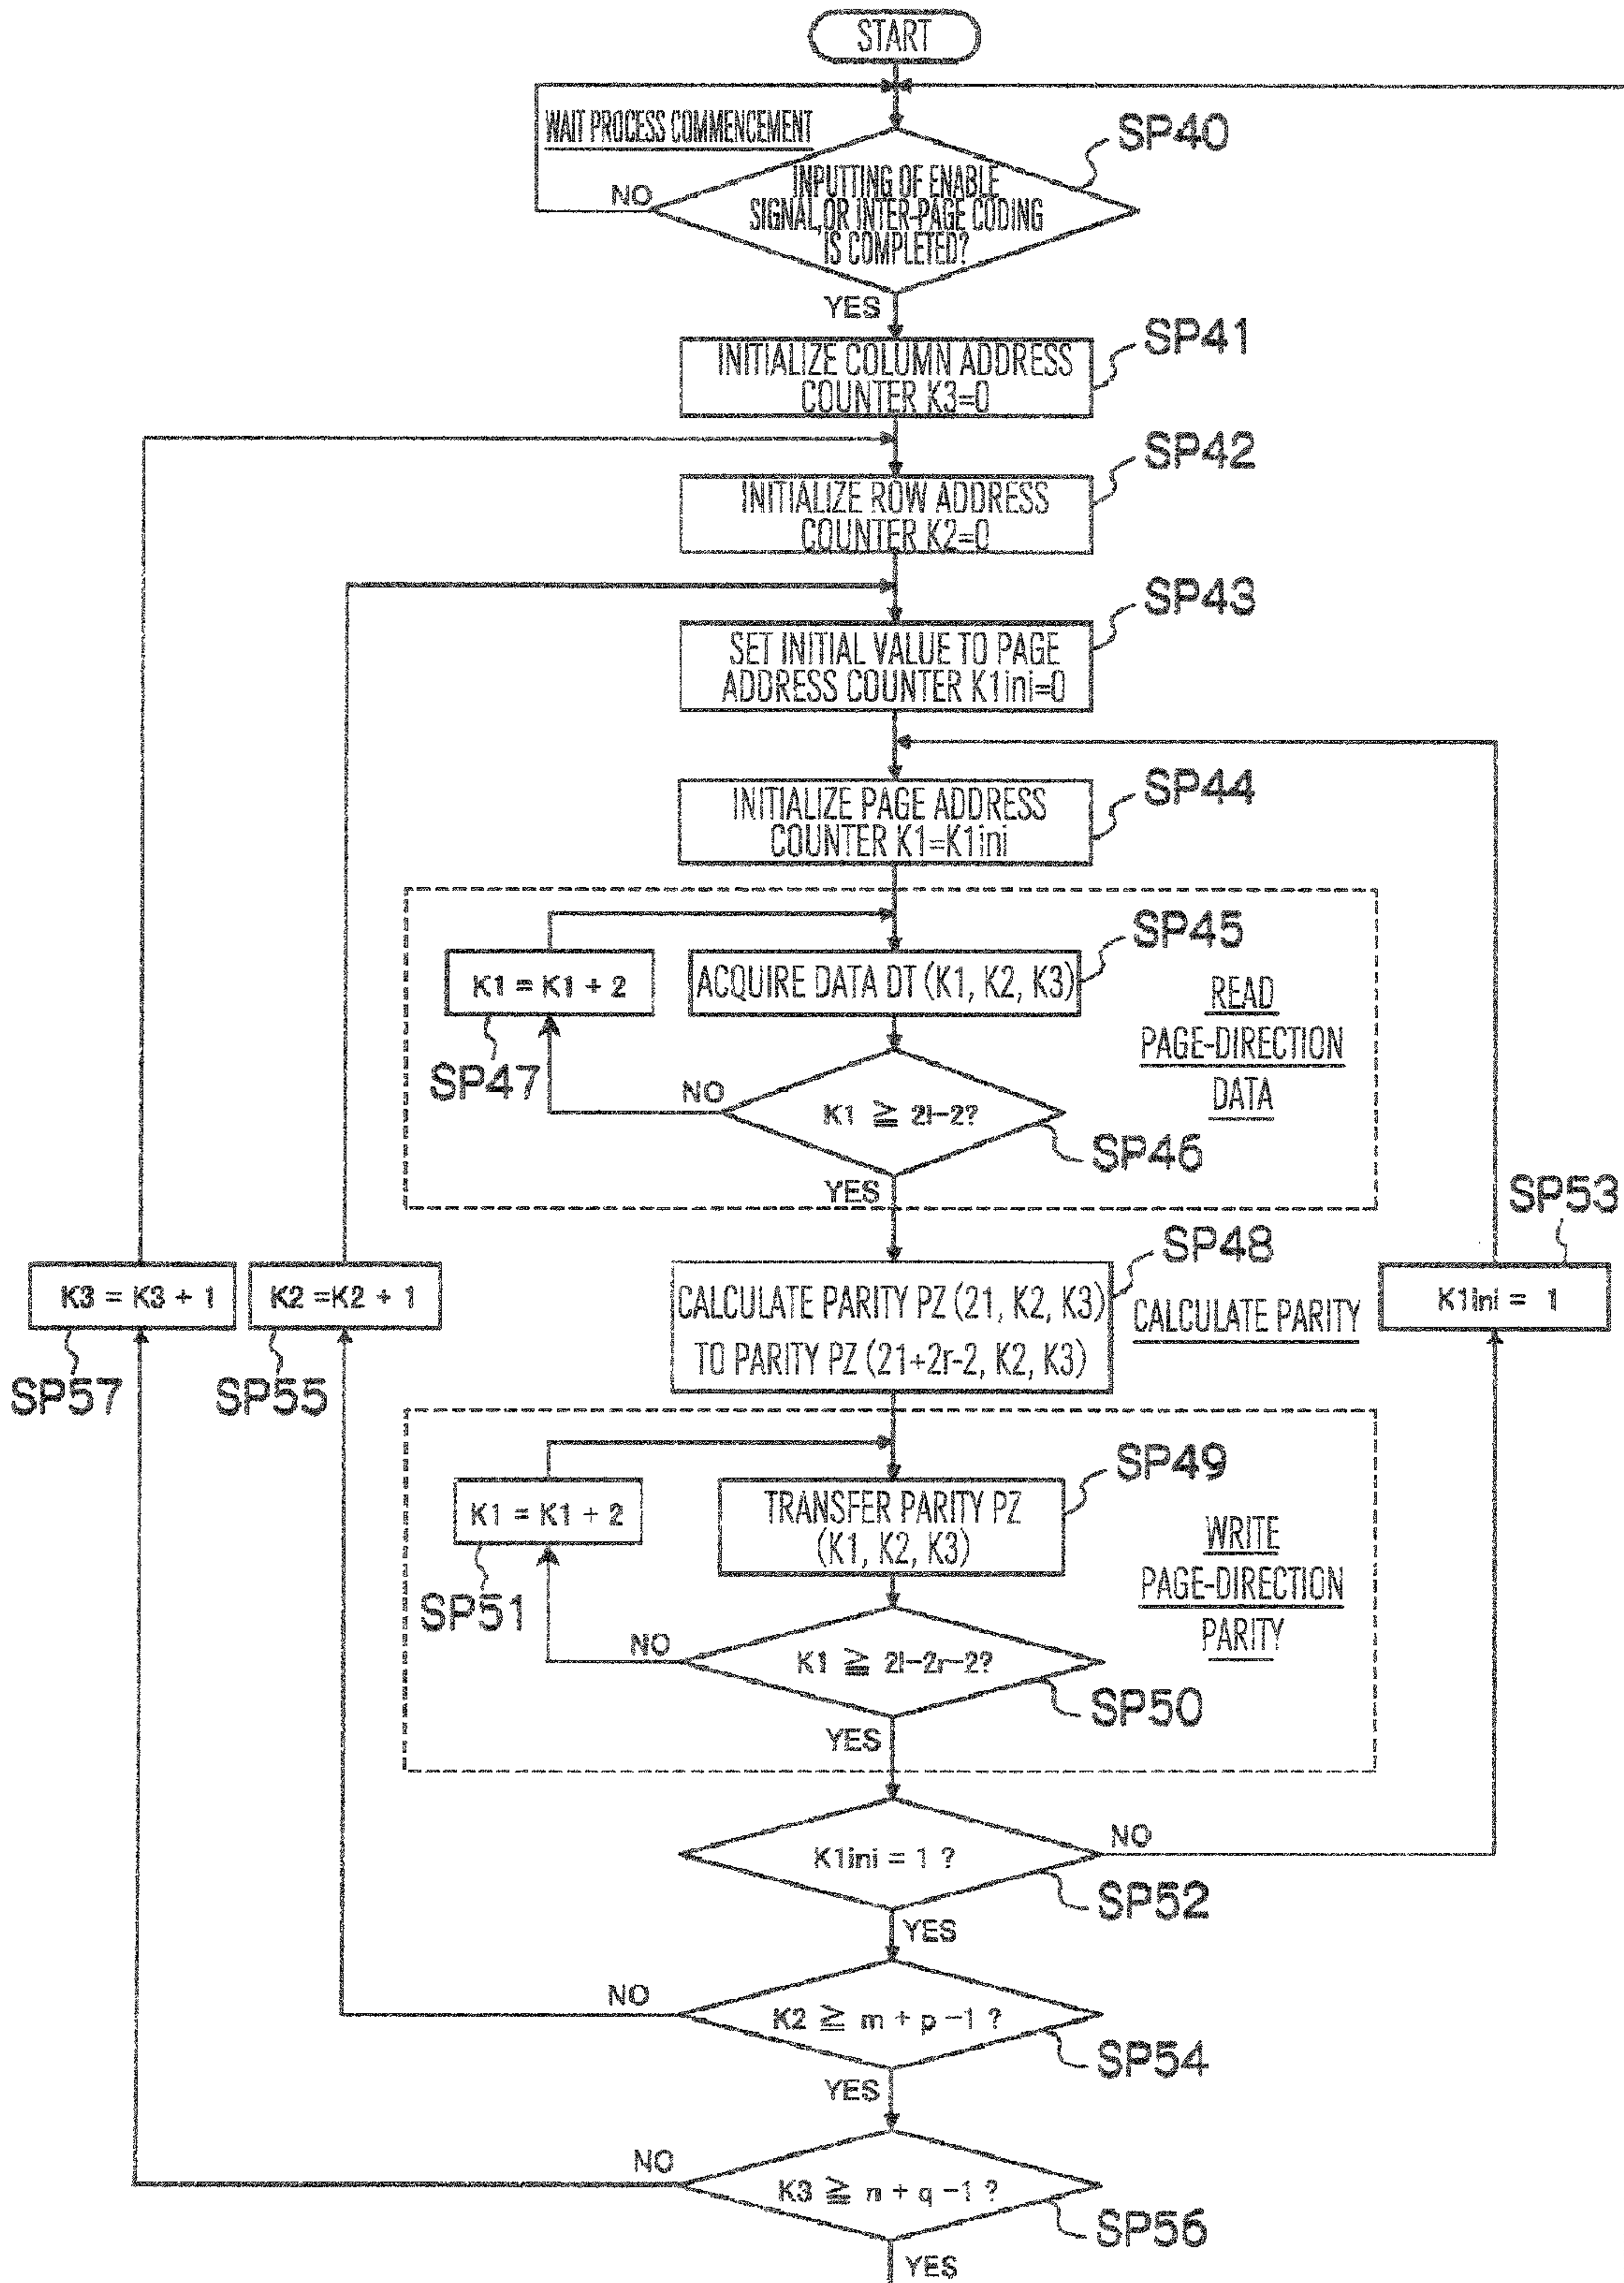 START
WAIT PROCESS COMMENCEMENT
SP40
INPUTTING OF ENABLE
SIGNAL,OR INTER-PAGE CODING
IS COMPLETED?
NO
YES
SP41
INITIALIZE COLUMN ADDRESS
COUNTER K3=0
SP42
INITIALIZE ROW ADDRESS
COUNTER K2=0
SP43
SET INITIAL VALUE TO PAGE
ADDRESS COUNTER K1ini=0
SP44
INITIALIZE PAGE ADDRESS
COUNTER K1=K1ini
SP45
K1 = K1 + 2
ACQUIRE DATA DT (K1, K2, K3)
READ
PAGE-DIRECTION
DATA
SP47
NO
K1 ≧ 2l-2?
SP46
YES
SP53
SP48
K3 = K3 + 1
K2 =K2 + 1
CALCULATE PARITY PZ (21, K2, K3)
TO PARITY PZ (21+2r-2, K2, K3)
CALCULATE PARITY
K1ini = 1
SP57
SP55
SP49
K1 = K1 + 2
TRANSFER PARITY PZ
(K1, K2, K3)
WRITE
PAGE-DIRECTION
PARITY
SP51
NO
K1 ≧ 2l-2r-2?
SP50
YES
K1ini = 1 ?
NO
SP52
YES
NO
K2 ≧ m + p -1 ?
SP54
YES
NO
K3 ≧ n + q -1 ?
SP56
YES